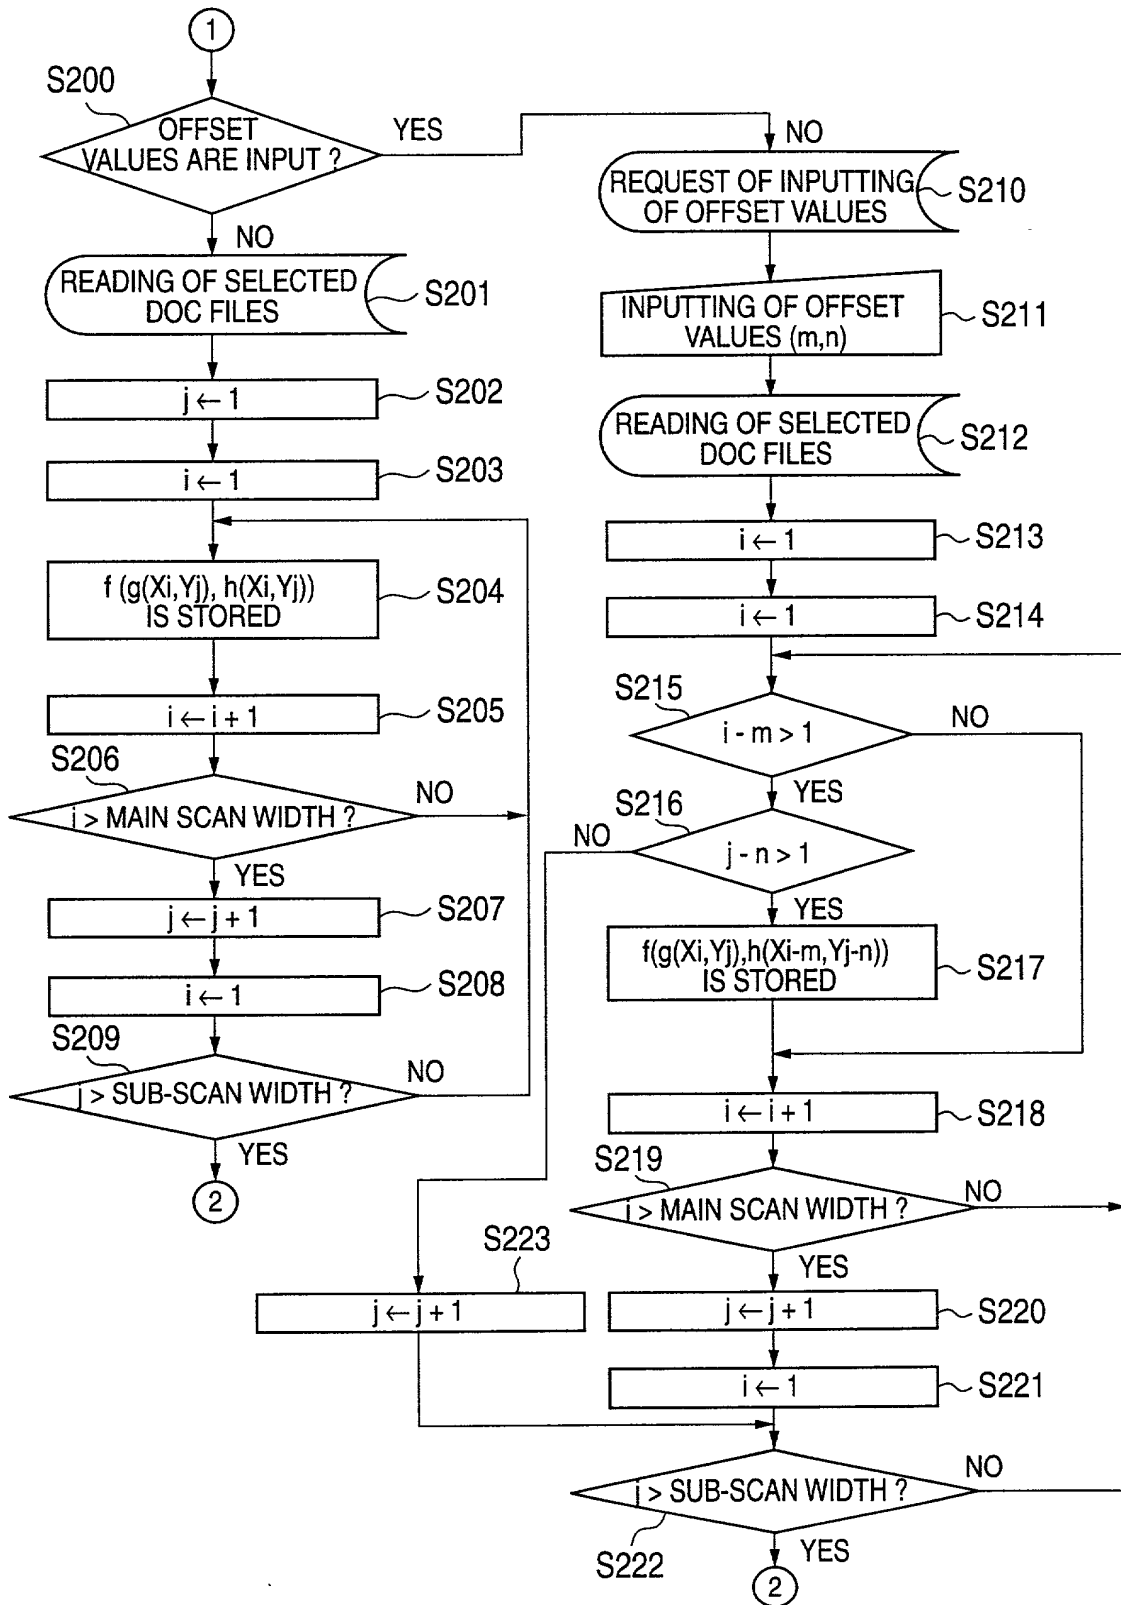 1
S200
OFFSET
VALUES ARE INPUT ?
YES
NO
READING OF SELECTED
DOC FILES
S201
j ← 1
S202
i ← 1
S203
f (g(Xi,Yj), h(Xi,Yj))
IS STORED
S204
i ← i + 1
S205
S206
i > MAIN SCAN WIDTH ?
NO
YES
j ← j + 1
S207
i ← 1
S208
S209
j > SUB-SCAN WIDTH ?
NO
YES
2
NO
REQUEST OF INPUTTING
OF OFFSET VALUES
S210
INPUTTING OF OFFSET
VALUES (m,n)
S211
READING OF SELECTED
DOC FILES
S212
i ← 1
S213
i ← 1
S214
S215
i - m > 1
NO
YES
S216
NO
j - n > 1
YES
f(g(Xi,Yj),h(Xi-m,Yj-n))
IS STORED
S217
i ← i + 1
S218
S219
i > MAIN SCAN WIDTH ?
NO
YES
S223
j ← j + 1
j ← j + 1
S220
i ← 1
S221
j > SUB-SCAN WIDTH ?
NO
S222
YES
2